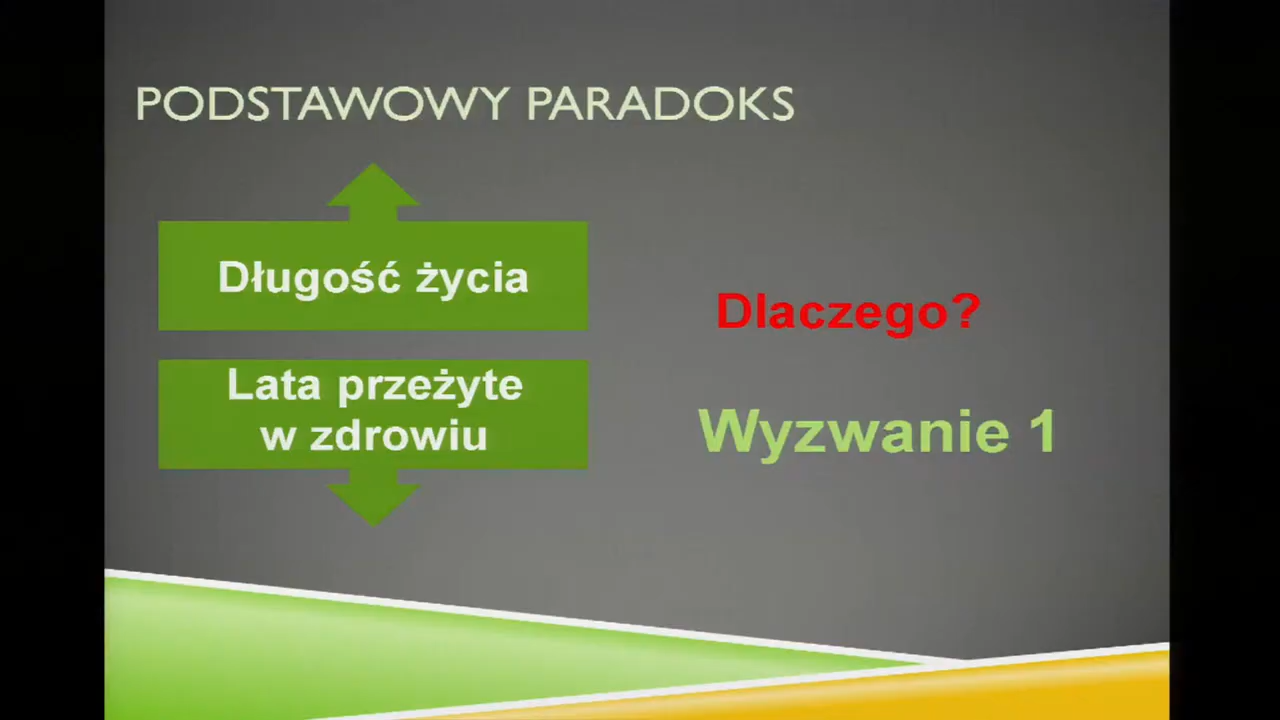 PODSTAWOWY PARADOKS
Długość życia
Lata przeżyte
w zdrowiu
Dlaczego?
Wyzwanie 1